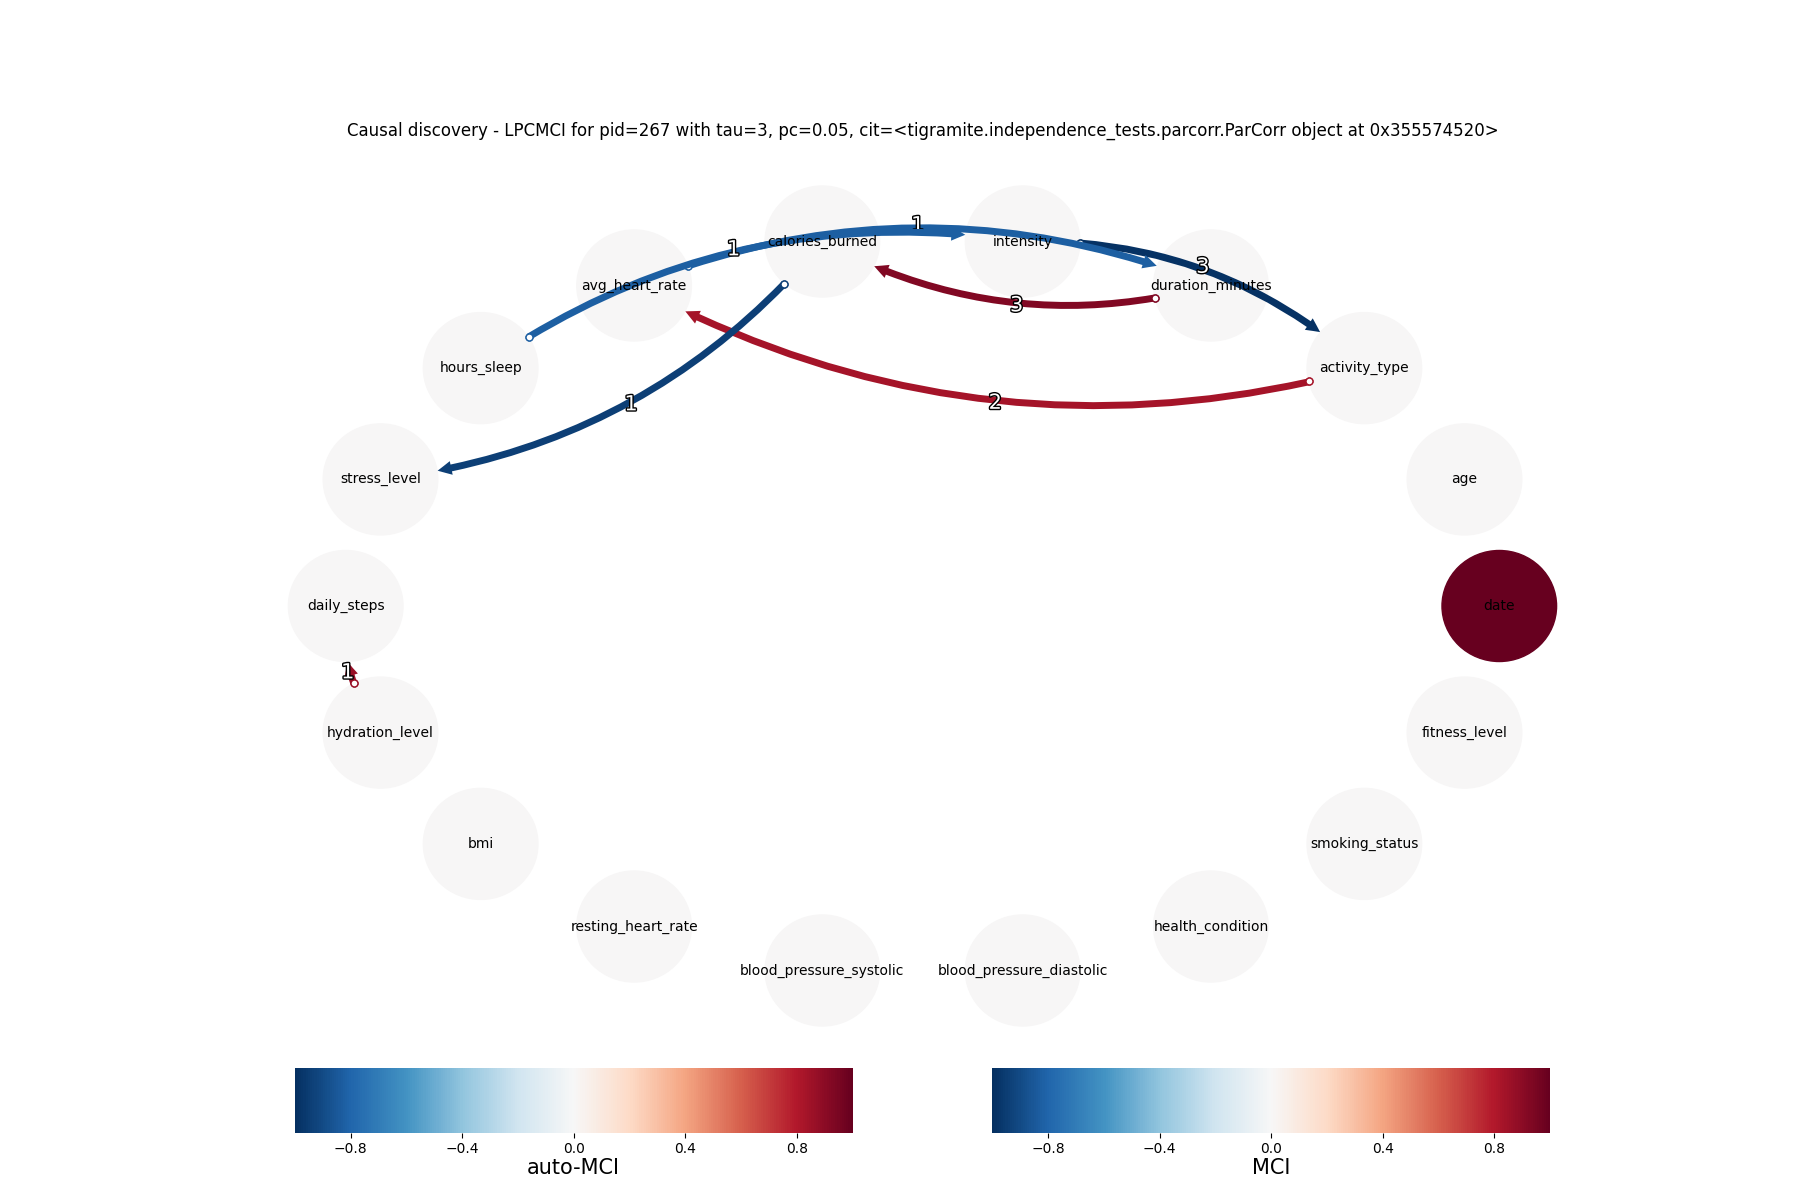 Causal discovery - LPCMCI for pid=267 with tau=3, pc=0.05, cit=<tigramite.independence_tests.parcorr.ParCorr object at 0x355574520>
1
1
calories_burned
intensity
3
avg_heart_rate
duration_minutes
3
hours_sleep
activity_type
1
2
stress_level
age
daily_steps
date
1
hydration_level
fitness_level
bmi
smoking_status
resting_heart_rate
health_condition
blood_pressure_systolic
blood_pressure_diastolic
−0.8 −0.4 0.0 0.4 0.8
auto-MCI
−0.8 −0.4 0.0 0.4 0.8
MCI